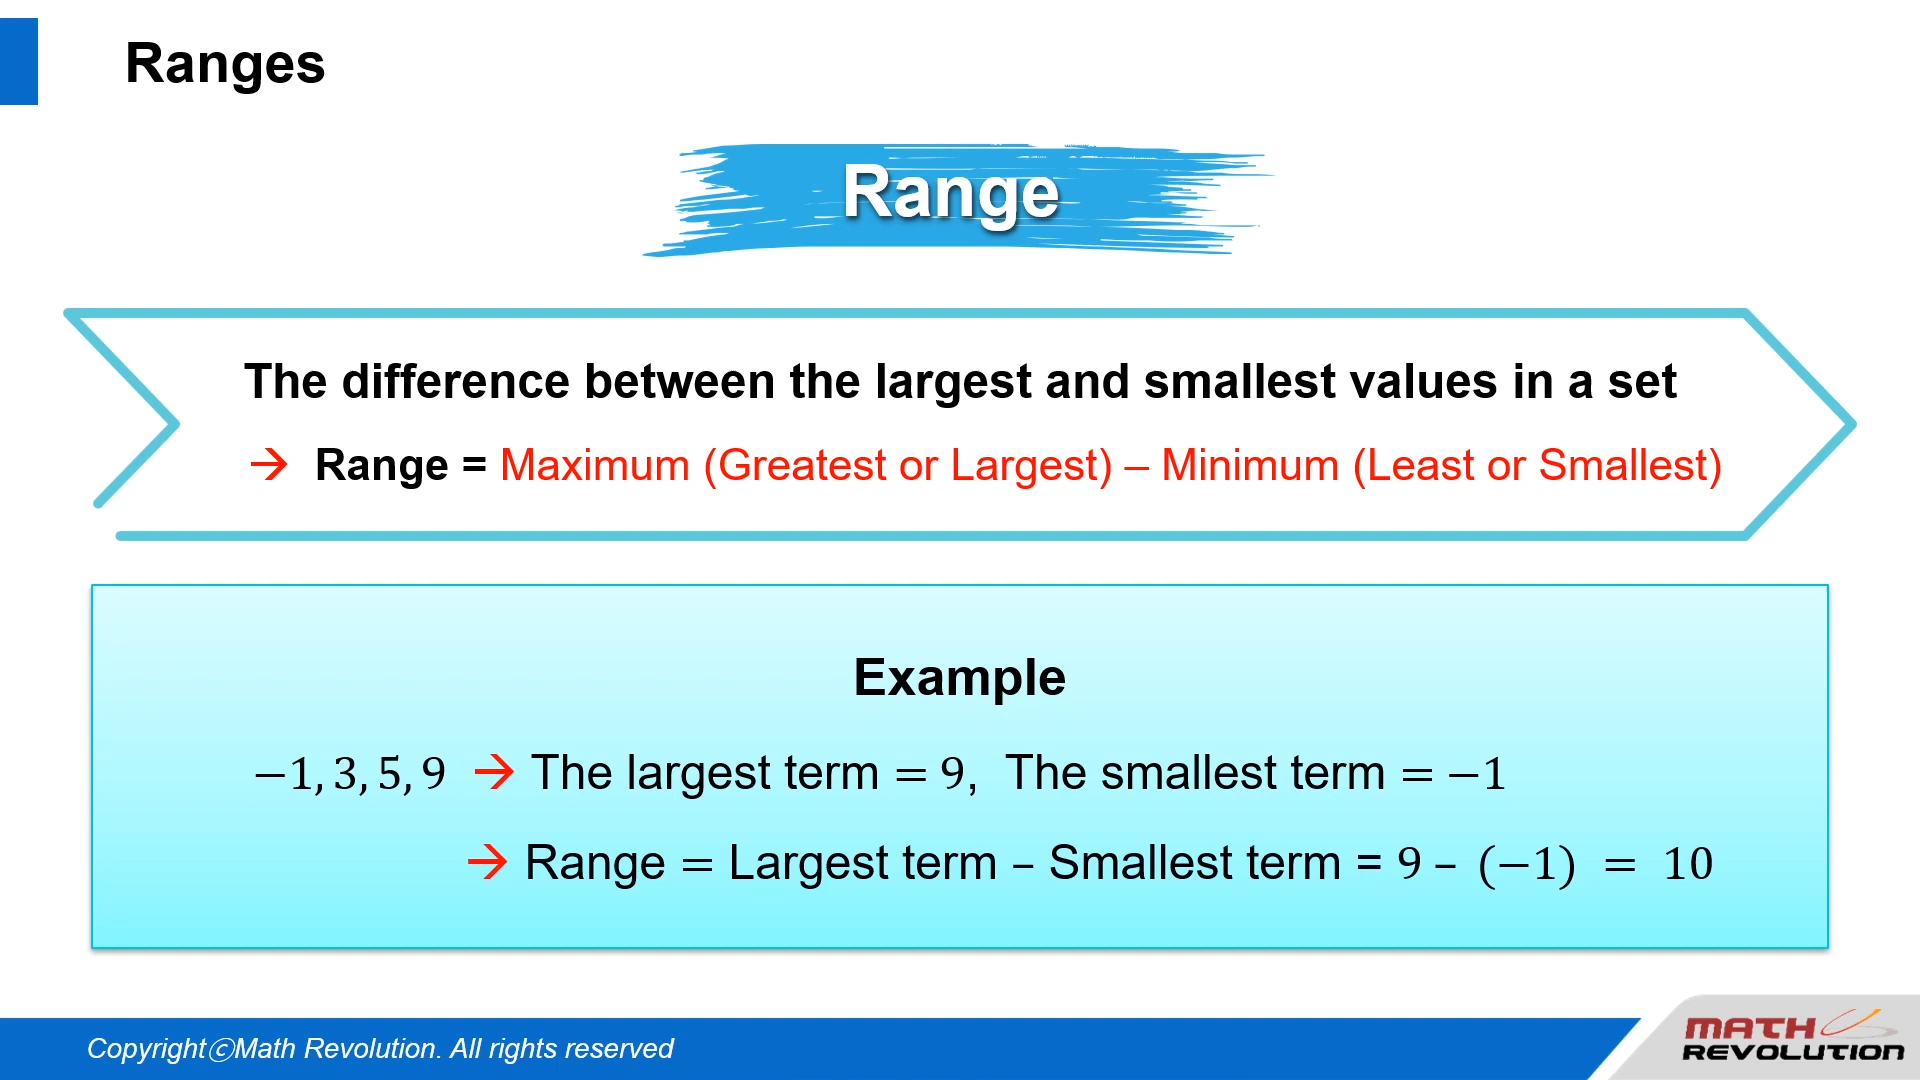 Ranges
Range
The difference between the largest and smallest values in a set
→ Range = Maximum (Greatest or Largest) – Minimum (Least or Smallest)
Example
−1, 3, 5, 9 → The largest term = 9, The smallest term = −1
→ Range = Largest term – Smallest term = 9 – (−1) = 10
CopyrightⓒMath Revolution. All rights reserved
MATH
REVOLUTION